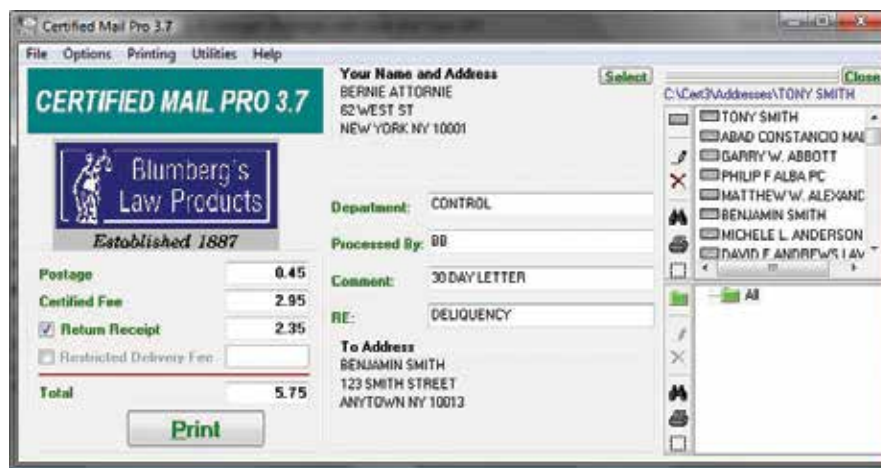 Certified Mail Pro 3.7
File Options Printing Utilities Help
CERTIFIED MAIL PRO 3.7
Blumberg's
Law Products
Established 1887
Postage 0.45
Certified Fee 2.95
Return Receipt 2.35
Restricted Delivery Fee
Total 5.75
Print
Your Name and Address
Select
BERNIE ATTORNIE
62 WEST ST
NEW YORK NY 10001
Department: CONTROL
Processed By: BB
Comment: 30 DAY LETTER
RE: DELIQUENCY
To Address
BENJAMIN SMITH
123 SMITH STREET
ANYTOWN NY 10013
Close
C:\Cert3\Addresses\TONY SMITH
TONY SMITH
ABAD CONSTANCIO MAL
GARRY W. ABBOTT
PHILIP F ALBA PC
MATTHEW W. ALEXAND
BENJAMIN SMITH
MICHELE L. ANDERSON
DAVID F ANDREWS LAW
All